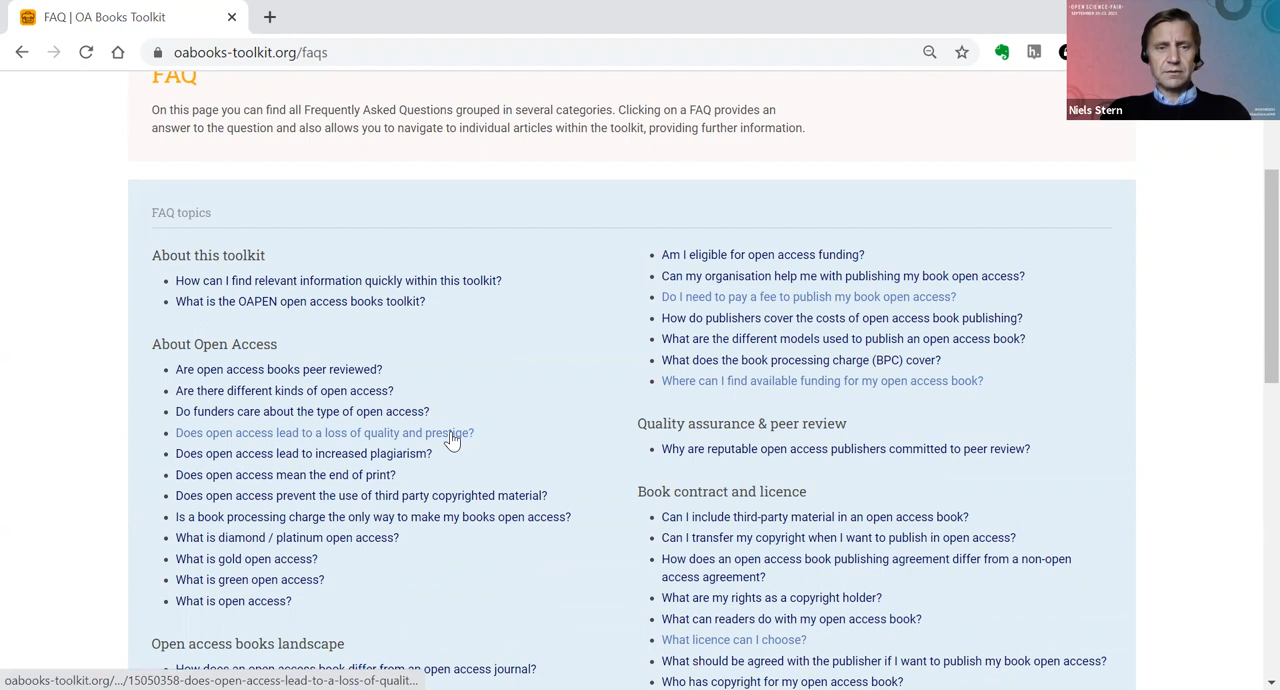 FAQ | OA Books Toolkit
oabooks-toolkit.org/faqs
OPEN SCIENCE FAIR
Niels Stern
FAQ
On this page you can find all Frequently Asked Questions grouped in several categories. Clicking on a FAQ provides an
answer to the question and also allows you to navigate to individual articles within the toolkit, providing further information.
FAQ topics
About this toolkit
How can I find relevant information quickly within this toolkit?
What is the OAPEN open access books toolkit?
About Open Access
Are open access books peer reviewed?
Are there different kinds of open access?
Do funders care about the type of open access?
Does open access lead to a loss of quality and prestige?
Does open access lead to increased plagiarism?
Does open access mean the end of print?
Does open access prevent the use of third party copyrighted material?
Is a book processing charge the only way to make my books open access?
What is diamond / platinum open access?
What is gold open access?
What is green open access?
What is open access?
Open access books landscape
How does an open access book differ from an open access journal?
Am I eligible for open access funding?
Can my organisation help me with publishing my book open access?
Do I need to pay a fee to publish my book open access?
How do publishers cover the costs of open access book publishing?
What are the different models used to publish an open access book?
What does the book processing charge (BPC) cover?
Where can I find available funding for my open access book?
Quality assurance & peer review
Why are reputable open access publishers committed to peer review?
Book contract and licence
Can I include third-party material in an open access book?
Can I transfer my copyright when I want to publish in open access?
How does an open access book publishing agreement differ from a non-open
access agreement?
What are my rights as a copyright holder?
What can readers do with my open access book?
What licence can I choose?
What should be agreed with the publisher if I want to publish my book open access?
Who has copyright for my open access book?
oabooks-toolkit.org/.../15050358-does-open-access-lead-to-a-loss-of-qualit...